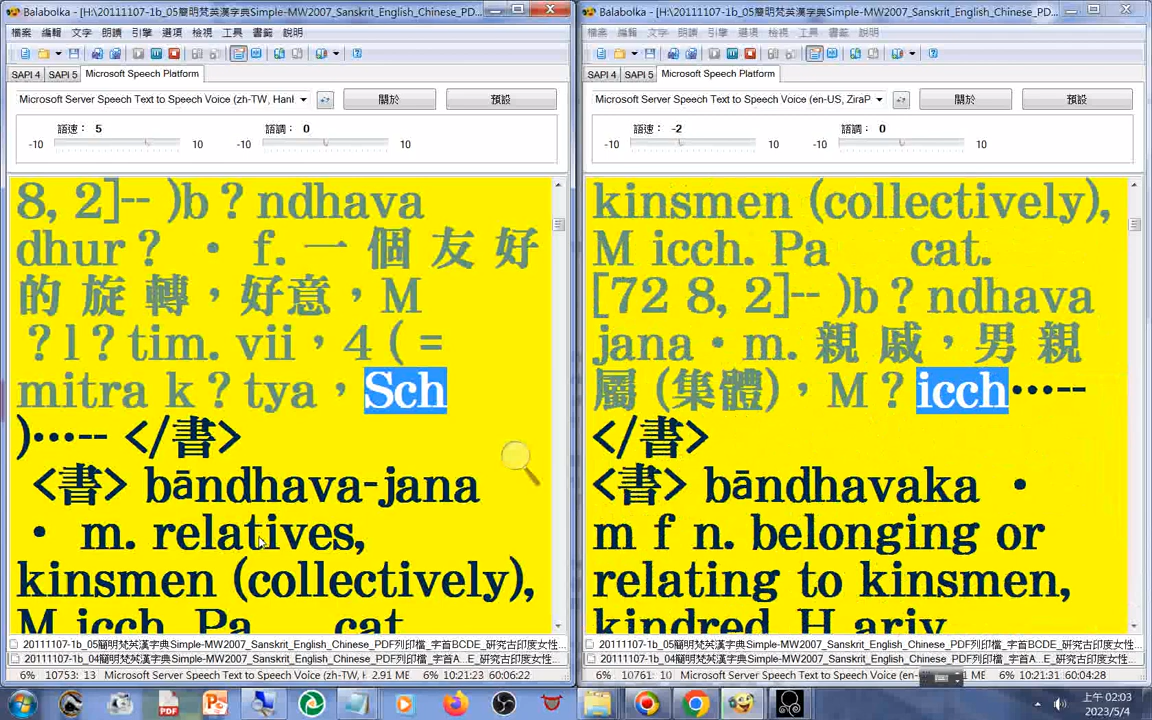 Balabolka - [H:\20111107-1b_05簡明梵英漢字典Simple-MW2007_Sanskrit_English_Chinese_PD...
檔案 編輯 文字 朗讀 引擎 選項 檢視 工具 書籤 說明
SAPI 4 SAPI 5 Microsoft Speech Platform
Microsoft Server Speech Text to Speech Voice (zh-TW, Hanl
關於
預設
語速： 5 語調： 0
-10 10 -10 10
8, 2]-- )b？ndhava
dhur？ • f. 一 個 友 好
的 旋 轉，好意，M
？l？tim. vii，4 ( =
mitra k？tya，Sch
)…-- </書>
<書> bāndhava-jana
• m. relatives,
kinsmen (collectively),
M icch. Pa cat.
20111107-1b_05簡明梵英漢字典Simple-MW2007_Sanskrit_English_Chinese_PDF列印檔_字首BCDE_研究古印度女性...
20111107-1b_04簡明梵英漢字典Simple-MW2007_Sanskrit_English_Chinese_PDF列印檔_字首A...E_研究古印度女性...
6% 10753: 13 Microsoft Server Speech Text to Speech Voice (zh-TW, H 2.91 ME 6% 10:21:23 60:06:22
Balabolka - [H:\20111107-1b_05簡明梵英漢字典Simple-MW2007_Sanskrit_English_Chinese_PD...
檔案 編輯 文字 朗讀 引擎 選項 檢視 工具 書籤 說明
SAPI 4 SAPI 5 Microsoft Speech Platform
Microsoft Server Speech Text to Speech Voice (en-US, ZiraP
關於
預設
語速： -2 語調： 0
-10 10 -10 10
kinsmen (collectively),
M icch. Pa cat.
[72 8, 2]-- )b？ndhava
jana • m. 親 戚，男 親
屬 (集體)，M？icch…--
</書>
<書> bāndhavaka •
m f n. belonging or
relating to kinsmen,
kindred, H ariv.
20111107-1b_05簡明梵英漢字典Simple-MW2007_Sanskrit_English_Chinese_PDF列印檔_字首BCDE_研究古印度女性...
20111107-1b_04簡明梵英漢字典Simple-MW2007_Sanskrit_English_Chinese_PDF列印檔_字首A...E_研究古印度女性...
6% 10761: 10 Microsoft Server Speech Text to Speech Voice (en-U ME 6% 10:21:31 60:04:28
PDF
上午 02:03
2023/5/4